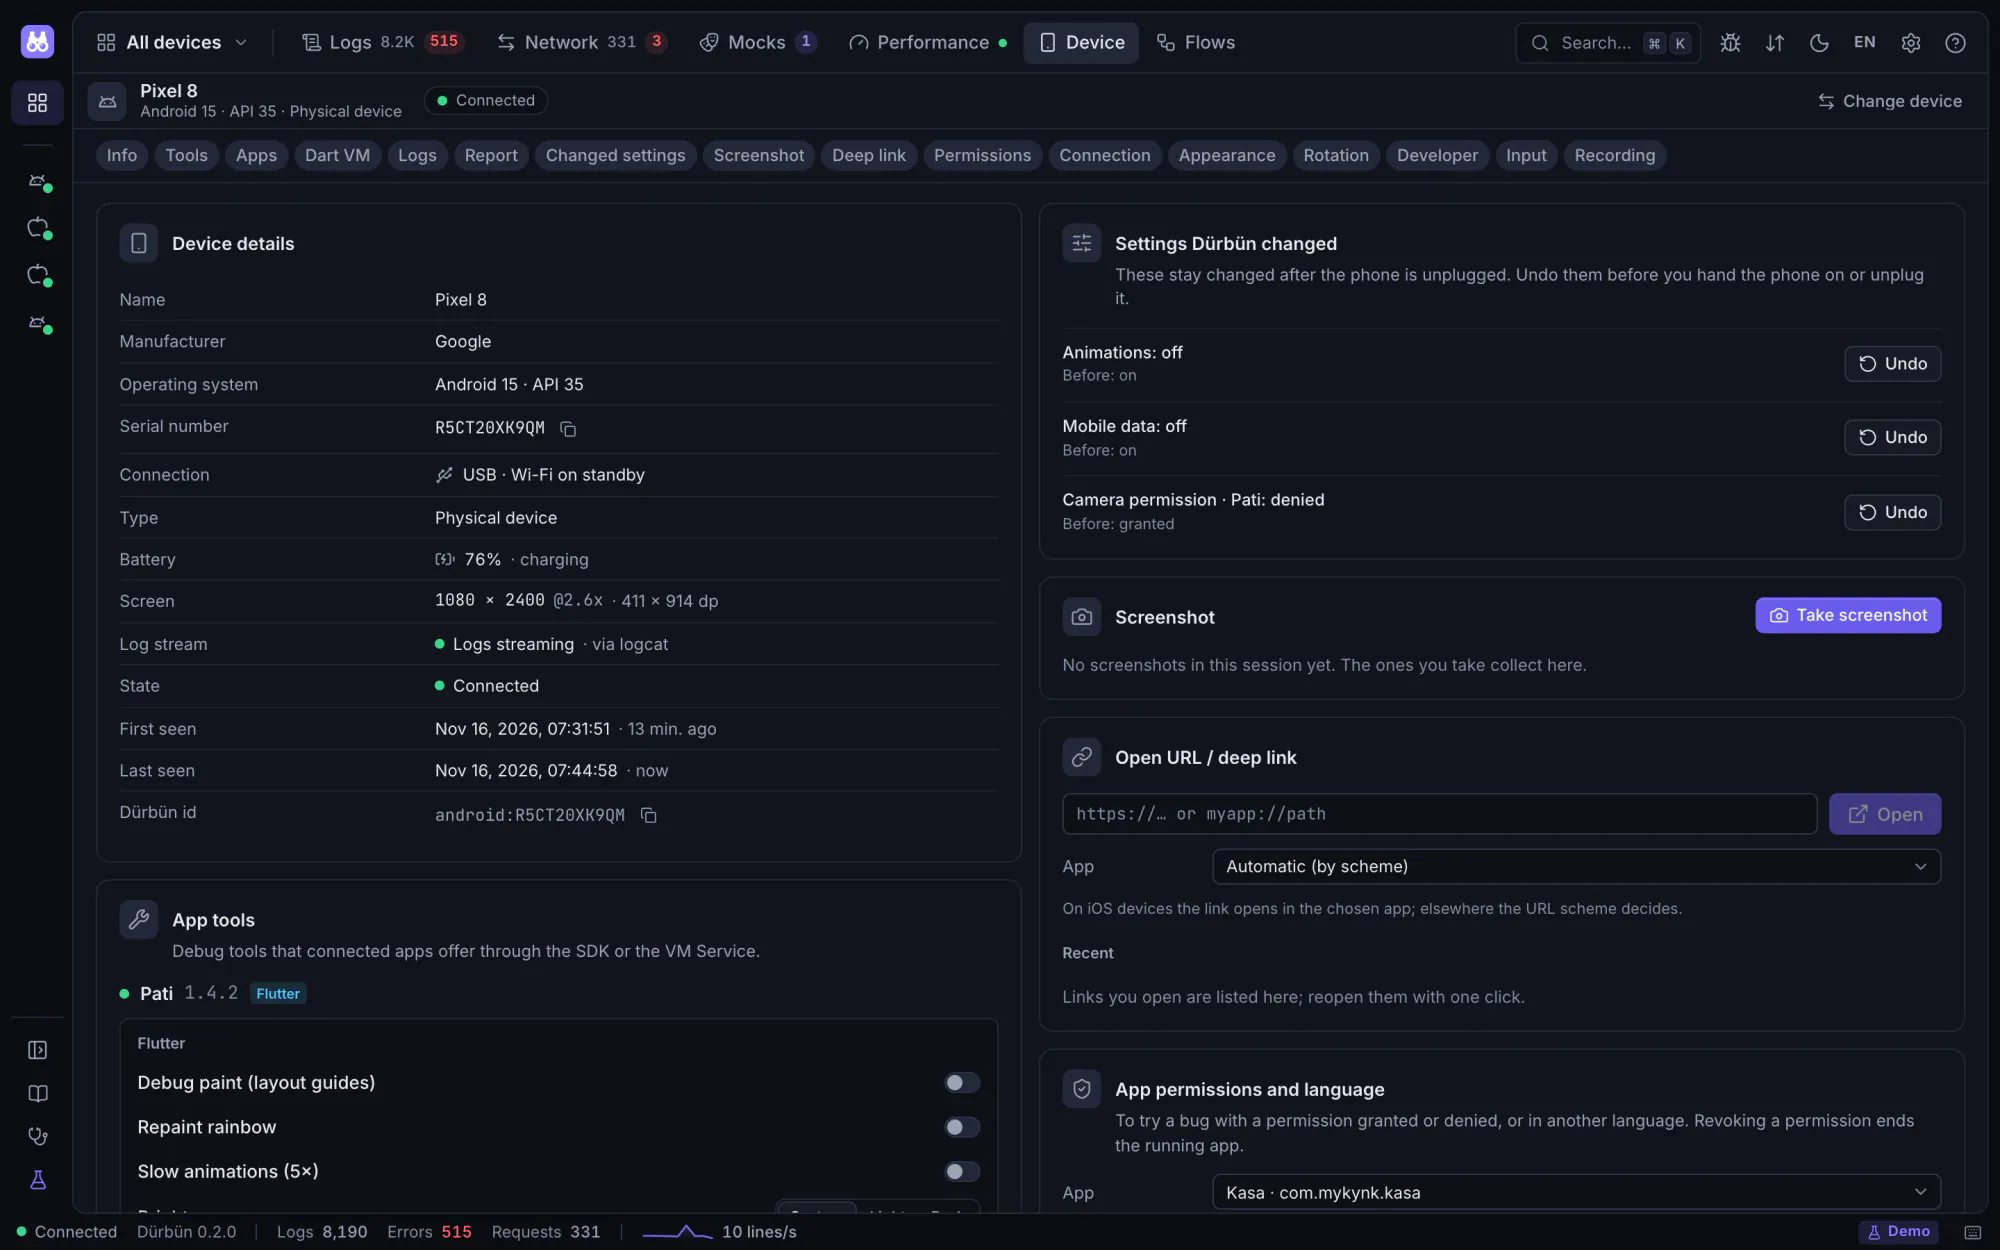 All devices
Logs 8.2K 515
Network 331 3
Mocks 1
Performance
Device
Flows
Search... ⌘ K
EN
Pixel 8
Android 15 · API 35 · Physical device
Connected
Change device
Info
Tools
Apps
Dart VM
Logs
Report
Changed settings
Screenshot
Deep link
Permissions
Connection
Appearance
Rotation
Developer
Input
Recording
Device details
Name Pixel 8
Manufacturer Google
Operating system Android 15 · API 35
Serial number R5CT20XK9QM
Connection USB · Wi-Fi on standby
Type Physical device
Battery 76% · charging
Screen 1080 × 2400 @2.6x · 411 × 914 dp
Log stream Logs streaming · via logcat
State Connected
First seen Nov 16, 2026, 07:31:51 · 13 min. ago
Last seen Nov 16, 2026, 07:44:58 · now
Dürbün id android:R5CT20XK9QM
App tools
Debug tools that connected apps offer through the SDK or the VM Service.
Pati 1.4.2 Flutter
Flutter
Debug paint (layout guides)
Repaint rainbow
Slow animations (5×)
Settings Dürbün changed
These stay changed after the phone is unplugged. Undo them before you hand the phone on or unplug
it.
Animations: off
Before: on
Undo
Mobile data: off
Before: on
Undo
Camera permission · Pati: denied
Before: granted
Undo
Screenshot
Take screenshot
No screenshots in this session yet. The ones you take collect here.
Open URL / deep link
https://… or myapp://path
Open
App Automatic (by scheme)
On iOS devices the link opens in the chosen app; elsewhere the URL scheme decides.
Recent
Links you open are listed here; reopen them with one click.
App permissions and language
To try a bug with a permission granted or denied, or in another language. Revoking a permission ends
the running app.
App Kasa · com.mykynk.kasa
Connected Dürbün 0.2.0 Logs 8,190 Errors 515 Requests 331 10 lines/s
Demo